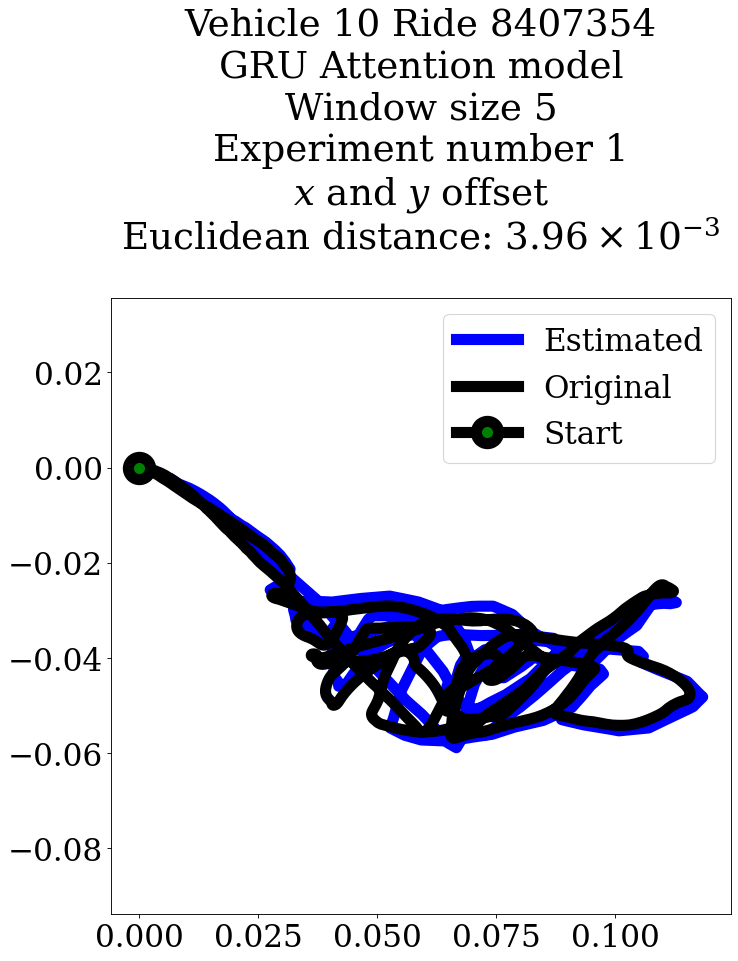 Vehicle 10 Ride 8407354
GRU Attention model
Window size 5
Experiment number 1
x and y offset
Euclidean distance: 3.96 × 10⁻³
Estimated
Original
Start
0.02
0.00
−0.02
−0.04
−0.06
−0.08
0.000 0.025 0.050 0.075 0.100